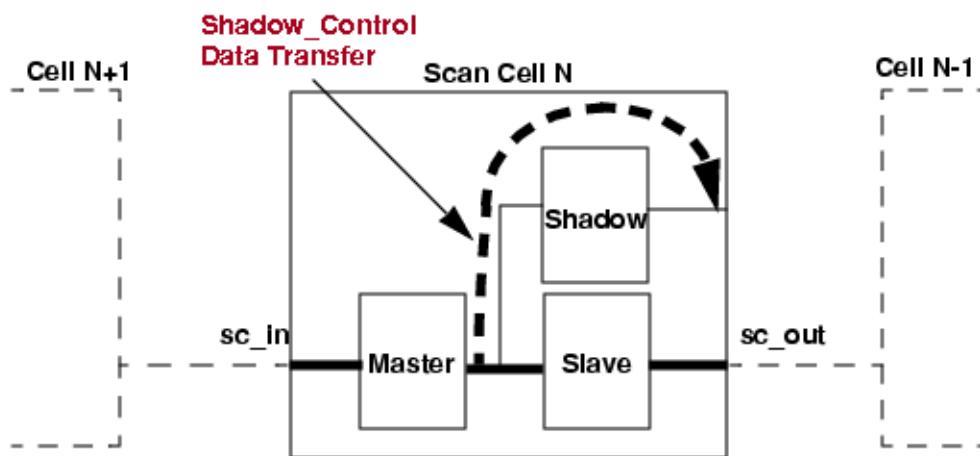 Shadow_Control
Data Transfer
Cell N+1
Scan Cell N
Cell N-1
Shadow
sc_in
sc_out
Master
Slave